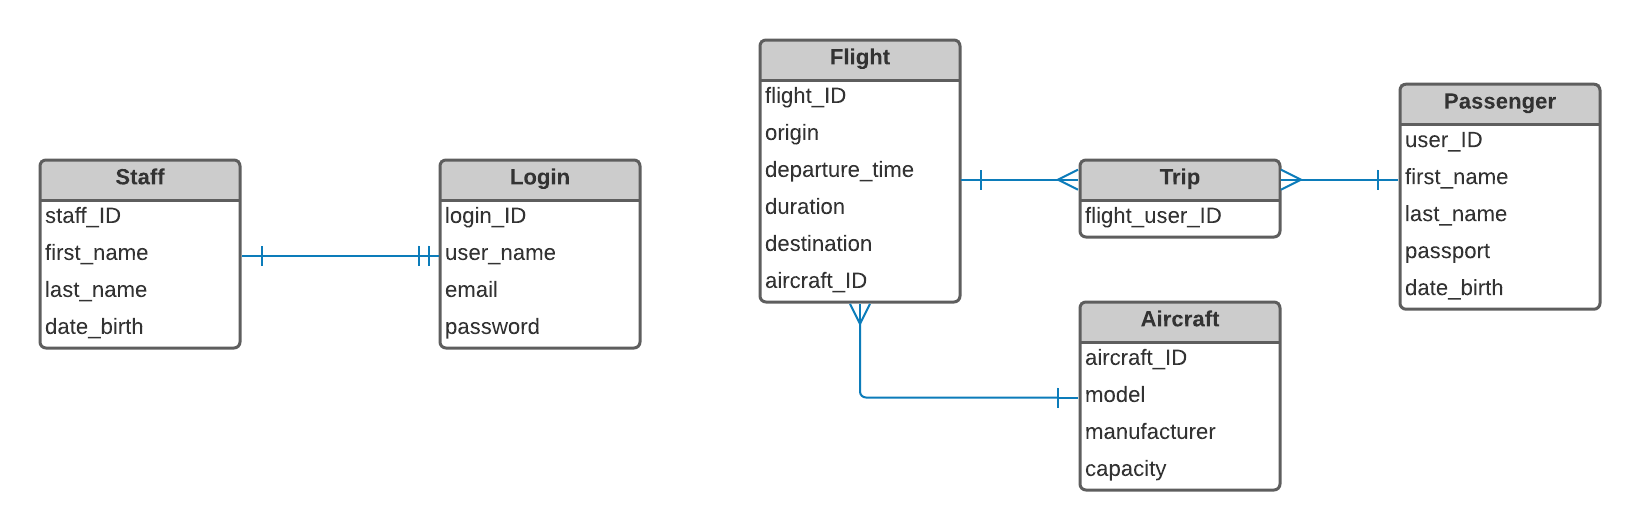 Staff
staff_ID
first_name
last_name
date_birth
Login
login_ID
user_name
email
password
Flight
flight_ID
origin
departure_time
duration
destination
aircraft_ID
Trip
flight_user_ID
Aircraft
aircraft_ID
model
manufacturer
capacity
Passenger
user_ID
first_name
last_name
passport
date_birth